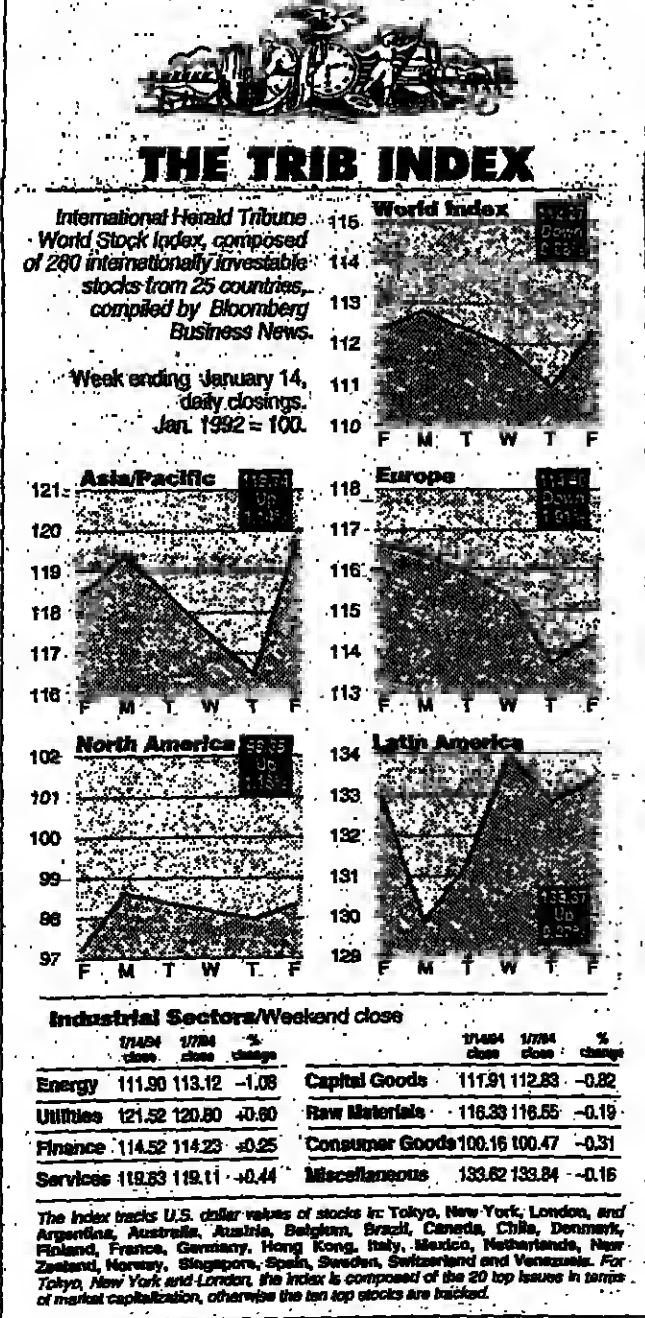 THE TRIB INDEX
International Herald Tribune
World Stock Index, composed
of 280 internationally investable
stocks from 25 countries,
compiled by Bloomberg
Business News.
Week ending January 14,
daily closings.
Jan. 1992 = 100.
World Index
Down
115
114
113
112
111
110
F M T W T F
Asia/Pacific
Up
121
120
119
118
117
116
F M T W T F
Europe
Down
118
117
116
115
114
113
F M T W T F
North America
Up
102
101
100
99
98
97
F M T W T F
Latin America
134
133
132
131
130
129
Up
F M T W T F
Industrial Sectors/Weekend close
1/14/94 1/7/94 %
close close change
Energy 111.90 113.12 –1.08
Utilities 121.52 120.80 +0.60
Finance 114.52 114.23 +0.25
Services 119.63 119.11 +0.44
1/14/94 1/7/94 %
close close change
Capital Goods 111.91 112.83 –0.82
Raw Materials 116.33 116.55 –0.19
Consumer Goods 100.16 100.47 –0.31
Miscellaneous 133.62 133.84 –0.16
The Index tracks U.S. dollar values of stocks in: Tokyo, New York, London, and
Argentina, Australia, Austria, Belgium, Brazil, Canada, Chile, Denmark,
Finland, France, Germany, Hong Kong, Italy, Mexico, Netherlands, New
Zealand, Norway, Singapore, Spain, Sweden, Switzerland and Venezuela. For
Tokyo, New York and London, the index is composed of the 20 top issues in terms
of market capitalization, otherwise the ten top stocks are tracked.